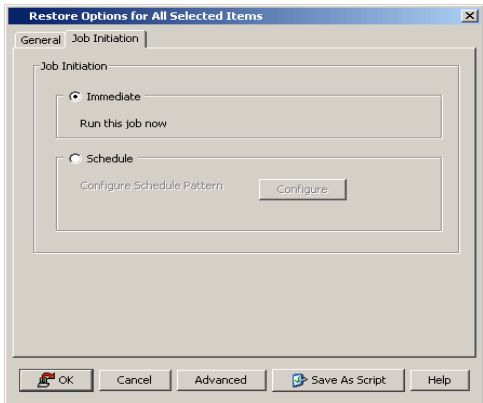 Restore Options for All Selected Items
General Job Initiation
Job Initiation
Immediate
Run this job now
Schedule
Configure Schedule Pattern Configure
OK Cancel Advanced Save As Script Help